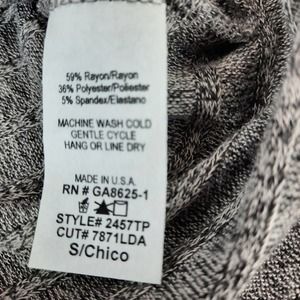 59% Rayon/Rayon
36% Polyester/Poliester
5% Spandex/Elastano
MACHINE WASH COLD
GENTLE CYCLE
HANG OR LINE DRY
MADE IN U.S.A.
RN # GA8625-1
STYLE# 2457TP
CUT# 7871LDA
S/Chico